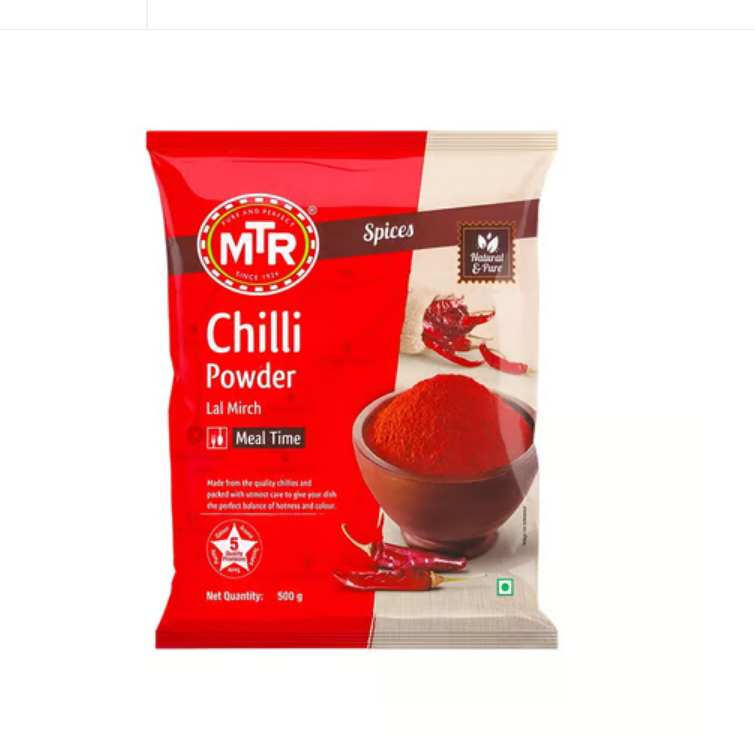 PURE AND PERFECT
MTR
®
SINCE 1924
Spices
Natural
& Pure
Chilli
Powder
Lal Mirch
Meal Time
Made from the quality chillies and
packed with utmost care to give your dish
the perfect balance of hotness and colour.
5
Quality
Promises
Net Quantity: 500 g